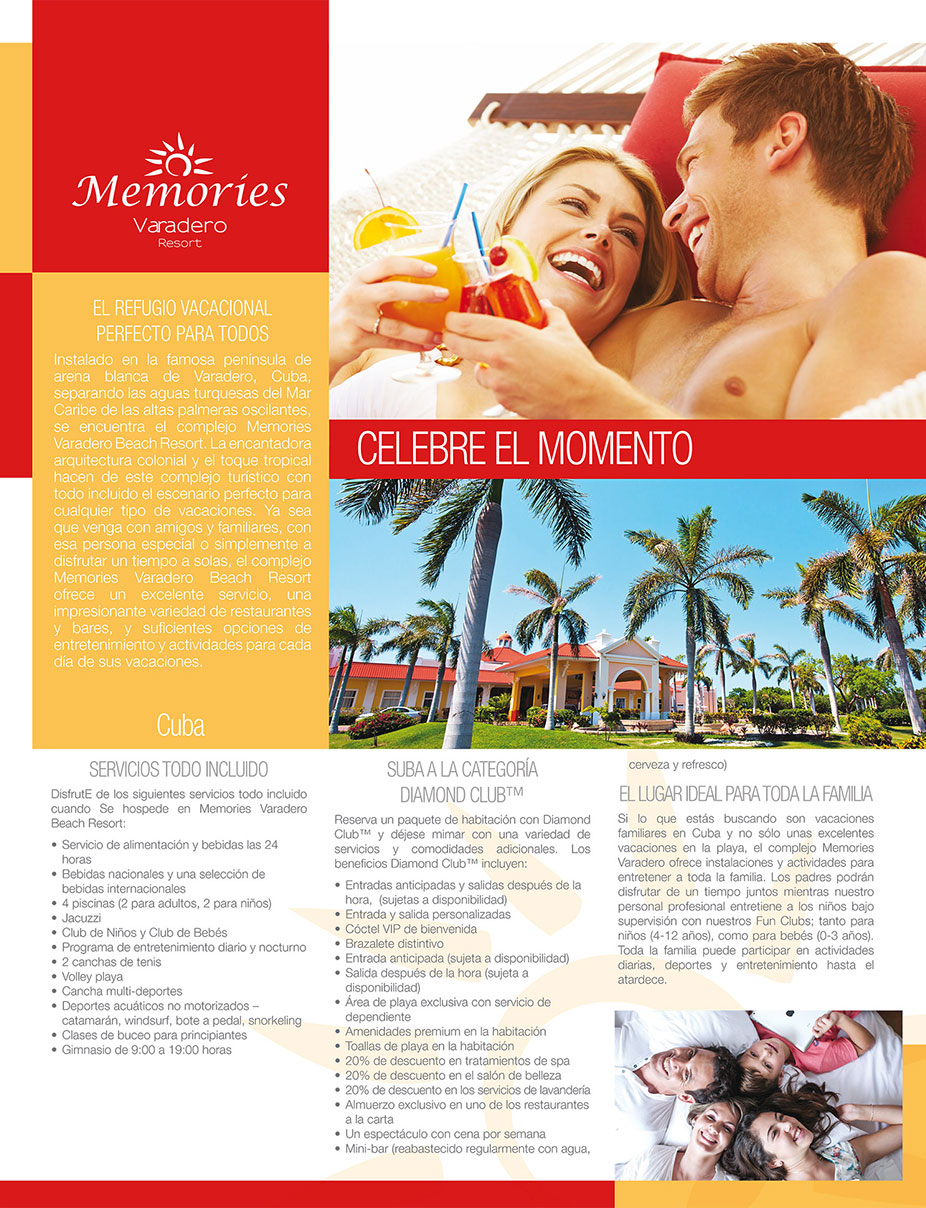 Memories
Varadero
Resort
EL REFUGIO VACACIONAL
PERFECTO PARA TODOS
Instalado en la famosa península de
arena blanca de Varadero, Cuba,
separando las aguas turquesas del Mar
Caribe de las altas palmeras oscilantes,
se encuentra el complejo Memories
Varadero Beach Resort. La encantadora
arquitectura colonial y el toque tropical
hacen de este complejo turístico con
todo incluido el escenario perfecto para
cualquier tipo de vacaciones. Ya sea
que venga con amigos y familiares, con
esa persona especial o simplemente a
disfrutar un tiempo a solas, el complejo
Memories Varadero Beach Resort
ofrece un excelente servicio, una
impresionante variedad de restaurantes
y bares, y suficientes opciones de
entretenimiento y actividades para cada
día de sus vacaciones.
Cuba
CELEBRE EL MOMENTO
SERVICIOS TODO INCLUIDO
DisfrutE de los siguientes servicios todo incluido
cuando Se hospede en Memories Varadero
Beach Resort:
• Servicio de alimentación y bebidas las 24
horas
• Bebidas nacionales y una selección de
bebidas internacionales
• 4 piscinas (2 para adultos, 2 para niños)
• Jacuzzi
• Club de Niños y Club de Bebés
• Programa de entretenimiento diario y nocturno
• 2 canchas de tenis
• Volley playa
• Cancha multi-deportes
• Deportes acuáticos no motorizados –
catamarán, windsurf, bote a pedal, snorkeling
• Clases de buceo para principiantes
• Gimnasio de 9:00 a 19:00 horas
SUBA A LA CATEGORÍA
DIAMOND CLUB™
Reserva un paquete de habitación con Diamond
Club™ y déjese mimar con una variedad de
servicios y comodidades adicionales. Los
beneficios Diamond Club™ incluyen:
• Entradas anticipadas y salidas después de la
hora, (sujetas a disponibilidad)
• Entrada y salida personalizadas
• Cóctel VIP de bienvenida
• Brazalete distintivo
• Entrada anticipada (sujeta a disponibilidad)
• Salida después de la hora (sujeta a
disponibilidad)
• Área de playa exclusiva con servicio de
dependiente
• Amenidades premium en la habitación
• Toallas de playa en la habitación
• 20% de descuento en tratamientos de spa
• 20% de descuento en el salón de belleza
• 20% de descuento en los servicios de lavandería
• Almuerzo exclusivo en uno de los restaurantes
a la carta
• Un espectáculo con cena por semana
• Mini-bar (reabastecido regularmente con agua,
cerveza y refresco)
EL LUGAR IDEAL PARA TODA LA FAMILIA
Si lo que estás buscando son vacaciones
familiares en Cuba y no sólo unas excelentes
vacaciones en la playa, el complejo Memories
Varadero ofrece instalaciones y actividades para
entretener a toda la familia. Los padres podrán
disfrutar de un tiempo juntos mientras nuestro
personal profesional entretiene a los niños bajo
supervisión con nuestros Fun Clubs; tanto para
niños (4-12 años), como para bebés (0-3 años).
Toda la familia puede participar en actividades
diarias, deportes y entretenimiento hasta el
atardece.